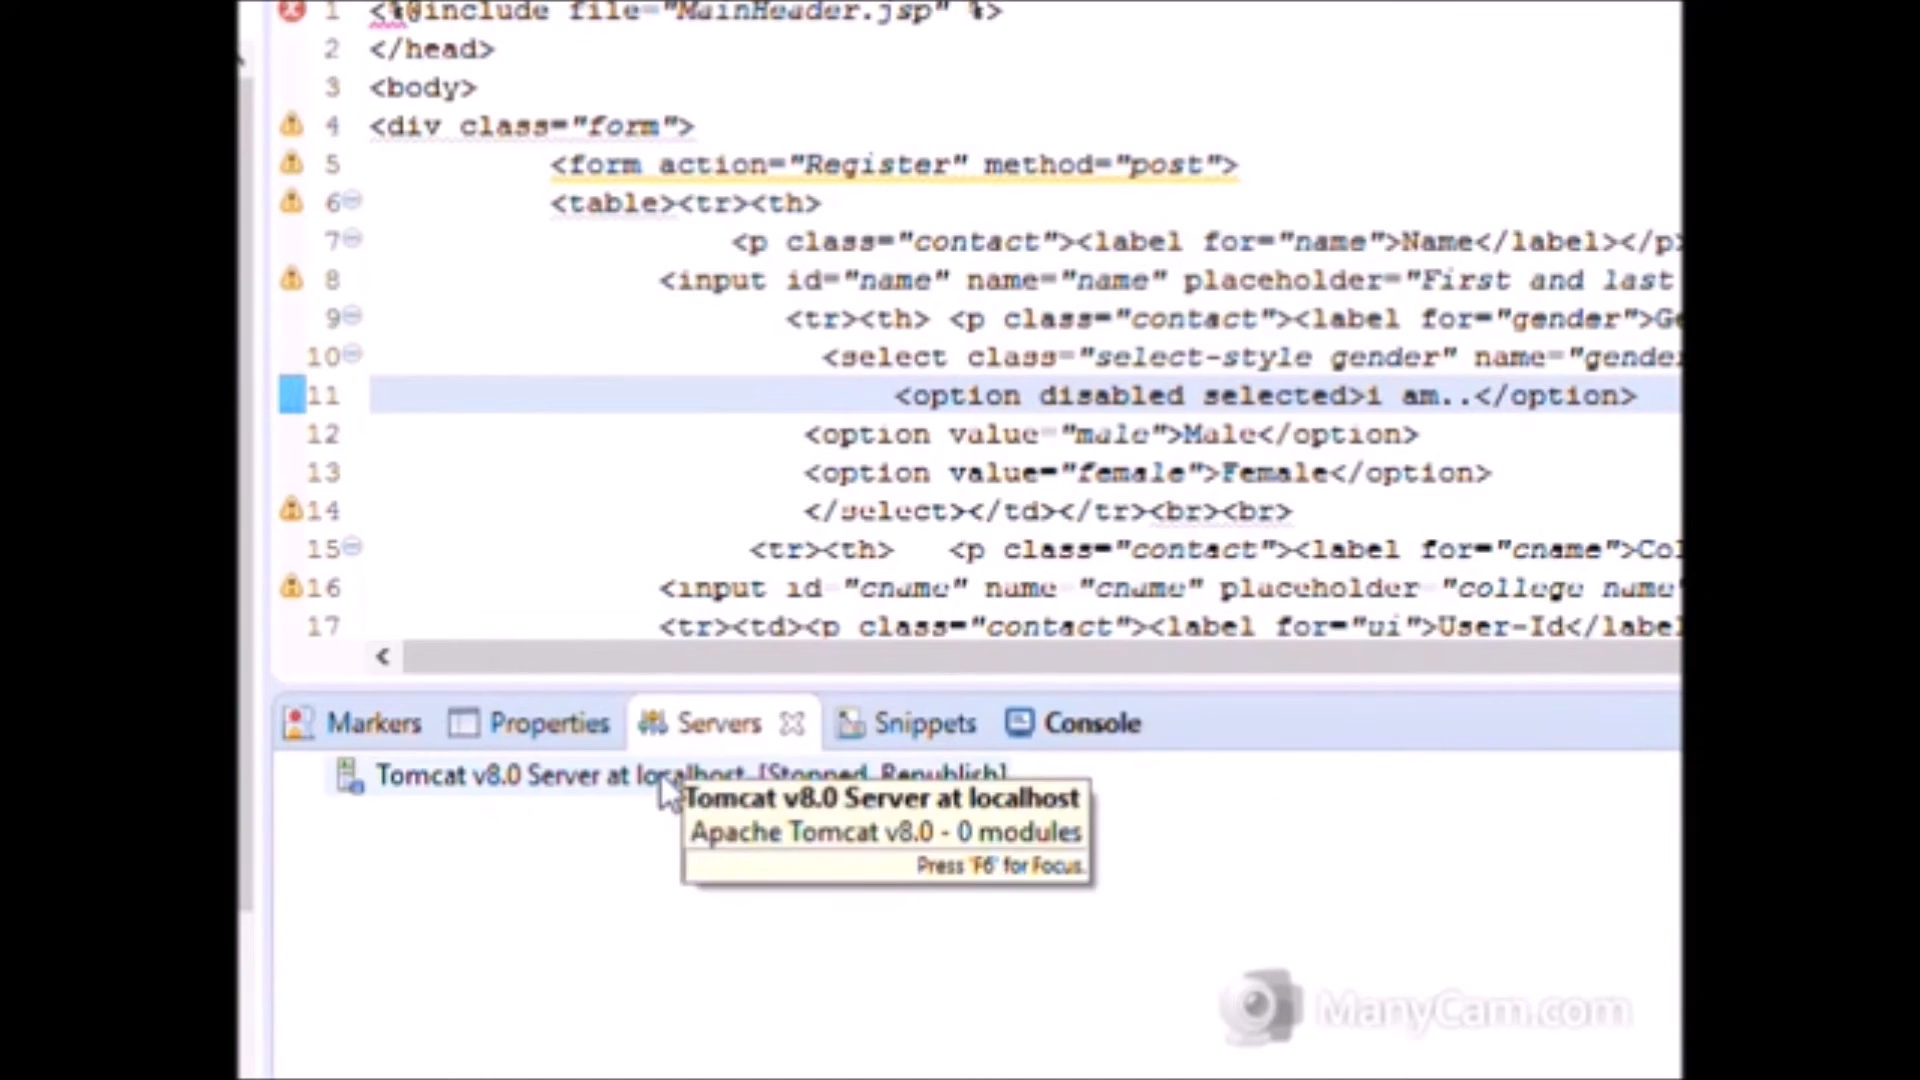 1 <%@include file="MainHeader.jsp" %>
2 </head>
3 <body>
4 <div class="form">
5 <form action="Register" method="post">
6 <table><tr><th>
7 <p class="contact"><label for="name">Name</label></p>
8 <input id="name" name="name" placeholder="First and last
9 <tr><th> <p class="contact"><label for="gender">Ge
10 <select class="select-style gender" name="gender
11 <option disabled selected>i am..</option>
12 <option value="male">Male</option>
13 <option value="female">Female</option>
14 </select></td></tr><br><br>
15 <tr><th> <p class="contact"><label for="cname">Col
16 <input id="cname" name="cname" placeholder="college name"
17 <tr><td><p class="contact"><label for="ui">User-Id</label
Markers Properties Servers Snippets Console
Tomcat v8.0 Server at localhost [Stopped, Republish]
Tomcat v8.0 Server at localhost
Apache Tomcat v8.0 - 0 modules
Press 'F6' for Focus.
ManyCam.com